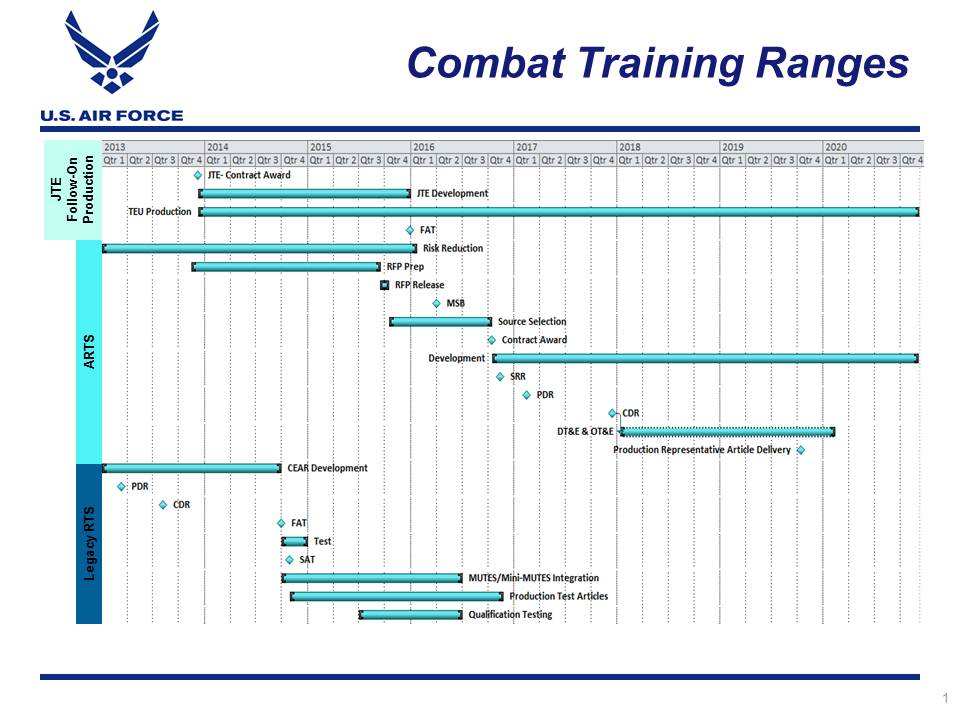 U.S. AIR FORCE
Combat Training Ranges
2013 2014 2015 2016 2017 2018 2019 2020
Qtr 1 Qtr 2 Qtr 3 Qtr 4 Qtr 1 Qtr 2 Qtr 3 Qtr 4 Qtr 1 Qtr 2 Qtr 3 Qtr 4 Qtr 1 Qtr 2 Qtr 3 Qtr 4 Qtr 1 Qtr 2 Qtr 3 Qtr 4 Qtr 1 Qtr 2 Qtr 3 Qtr 4 Qtr 1 Qtr 2 Qtr 3 Qtr 4 Qtr 1 Qtr 2 Qtr 3 Qtr 4
JTE
Follow-On
Production
JTE- Contract Award
JTE Development
TEU Production
FAT
ARTS
Risk Reduction
RFP Prep
RFP Release
MSB
Source Selection
Contract Award
Development
SRR
PDR
CDR
DT&E & OT&E
Production Representative Article Delivery
Legacy RTS
CEAR Development
PDR
CDR
FAT
Test
SAT
MUTES/Mini-MUTES Integration
Production Test Articles
Qualification Testing
1